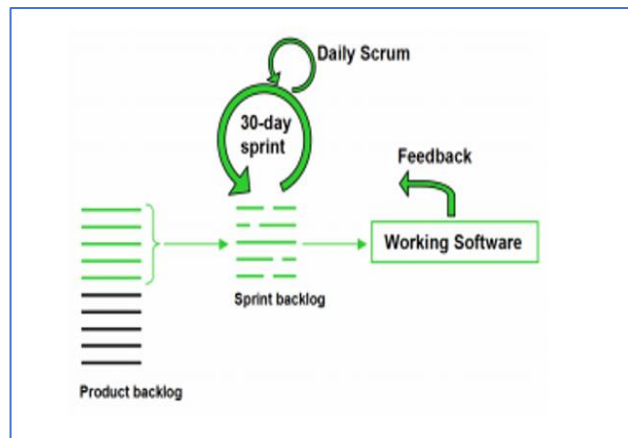 Daily Scrum
30-day
sprint
Feedback
Working Software
Sprint backlog
Product backlog